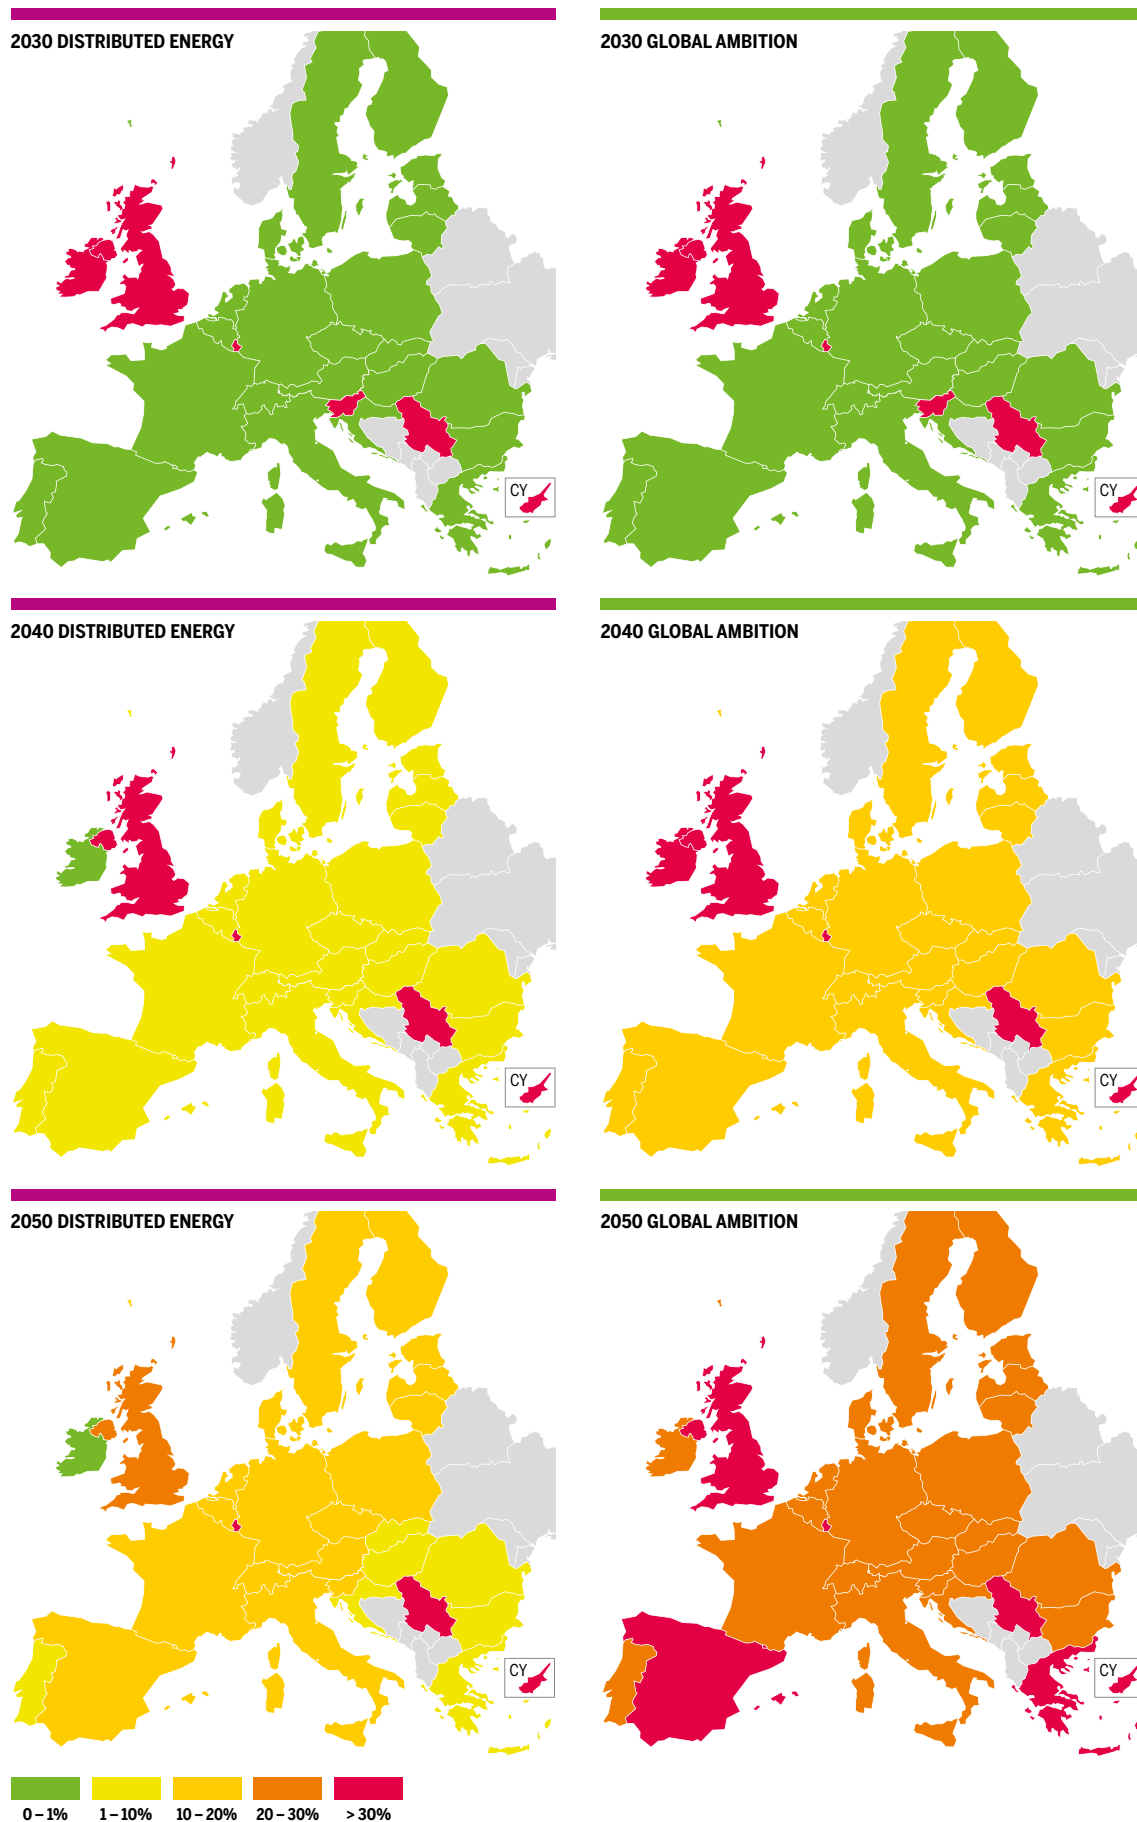 2030 DISTRIBUTED ENERGY
2030 GLOBAL AMBITION
CY
CY
2040 DISTRIBUTED ENERGY
2040 GLOBAL AMBITION
CY
CY
2050 DISTRIBUTED ENERGY
2050 GLOBAL AMBITION
CY
CY
0 – 1%
1 – 10%
10 – 20%
20 – 30%
> 30%